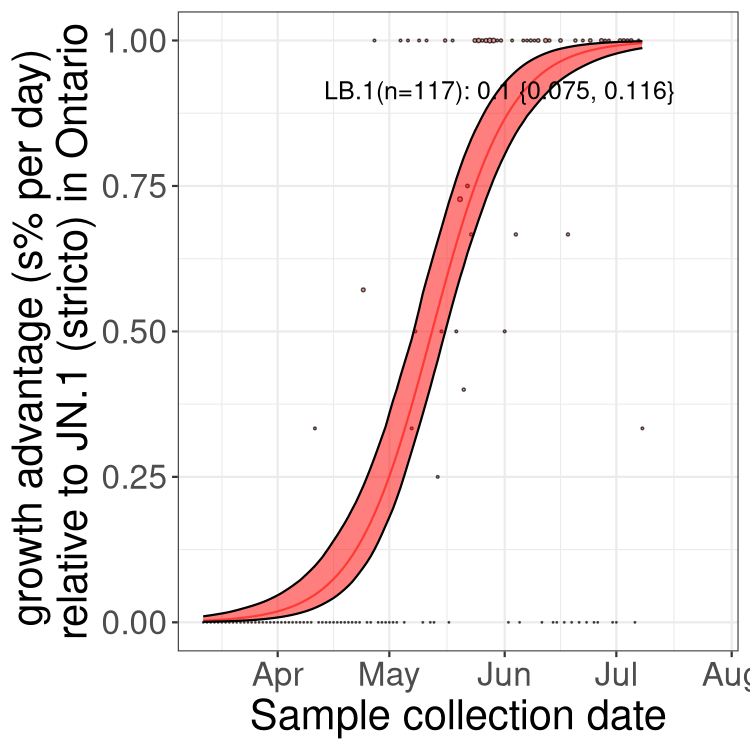 growth advantage (s% per day)
relative to JN.1 (stricto) in Ontario
1.00
0.75
0.50
0.25
0.00
LB.1(n=117): 0.1 {0.075, 0.116}
Apr May Jun Jul Aug
Sample collection date